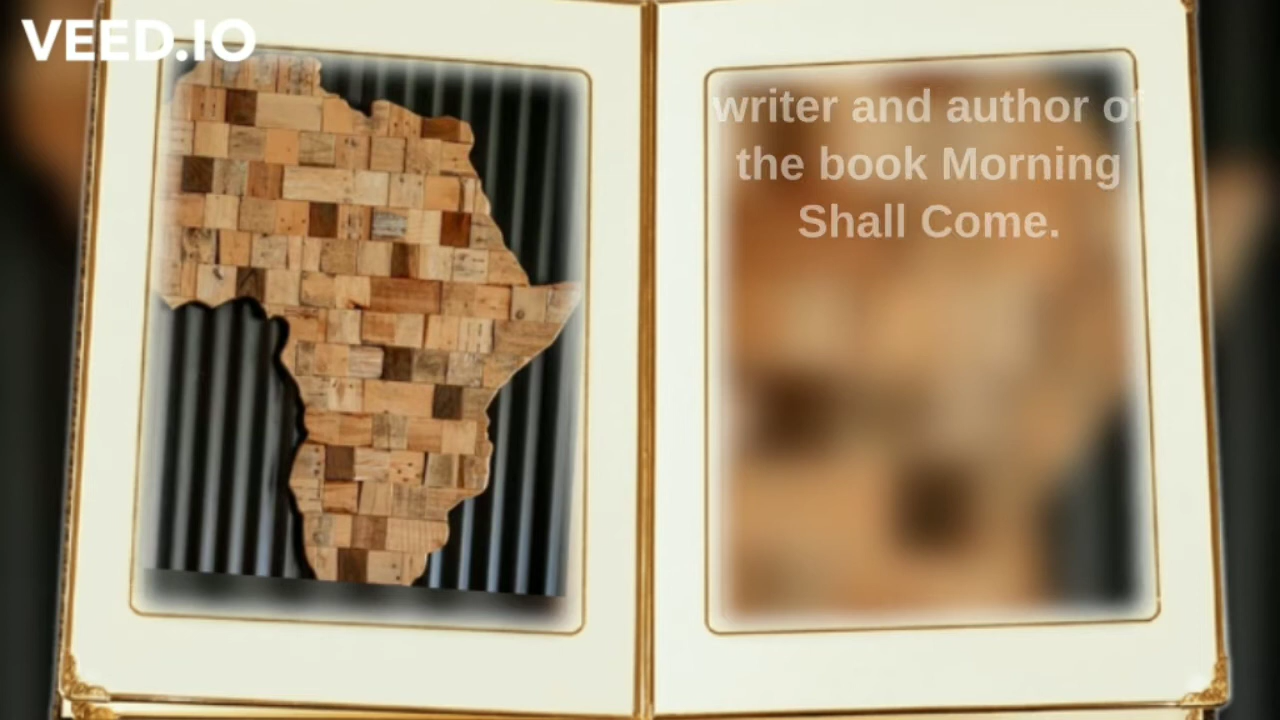 VEED.IO
writer and author of
the book Morning
Shall Come.